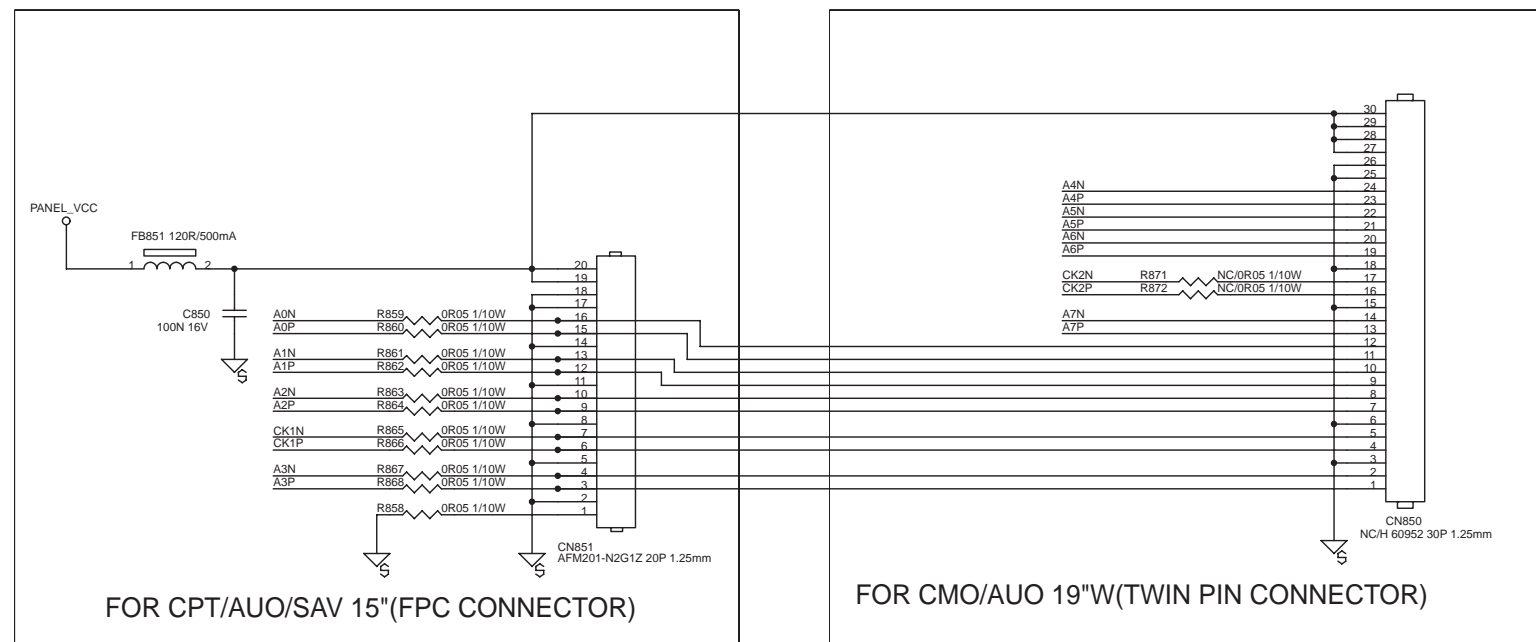 PANEL_VCC
FB851 120R/500mA
1 2
C850
100N 16V
A0N R859 0R05 1/10W
A0P R860 0R05 1/10W
A1N R861 0R05 1/10W
A1P R862 0R05 1/10W
A2N R863 0R05 1/10W
A2P R864 0R05 1/10W
CK1N R865 0R05 1/10W
CK1P R866 0R05 1/10W
A3N R867 0R05 1/10W
A3P R868 0R05 1/10W
R858 0R05 1/10W
20
19
18
17
16
15
14
13
12
11
10
9
8
7
6
5
4
3
2
1
CN851
AFM201-N2G1Z 20P 1.25mm
S
S
S
FOR CPT/AUO/SAV 15"(FPC CONNECTOR)
A4N
A4P
A5N
A5P
A6N
A6P
CK2N R871 NC/0R05 1/10W
CK2P R872 NC/0R05 1/10W
A7N
A7P
30
29
28
27
26
25
24
23
22
21
20
19
18
17
16
15
14
13
12
11
10
9
8
7
6
5
4
3
2
1
CN850
NC/H 60952 30P 1.25mm
S
FOR CMO/AUO 19"W(TWIN PIN CONNECTOR)